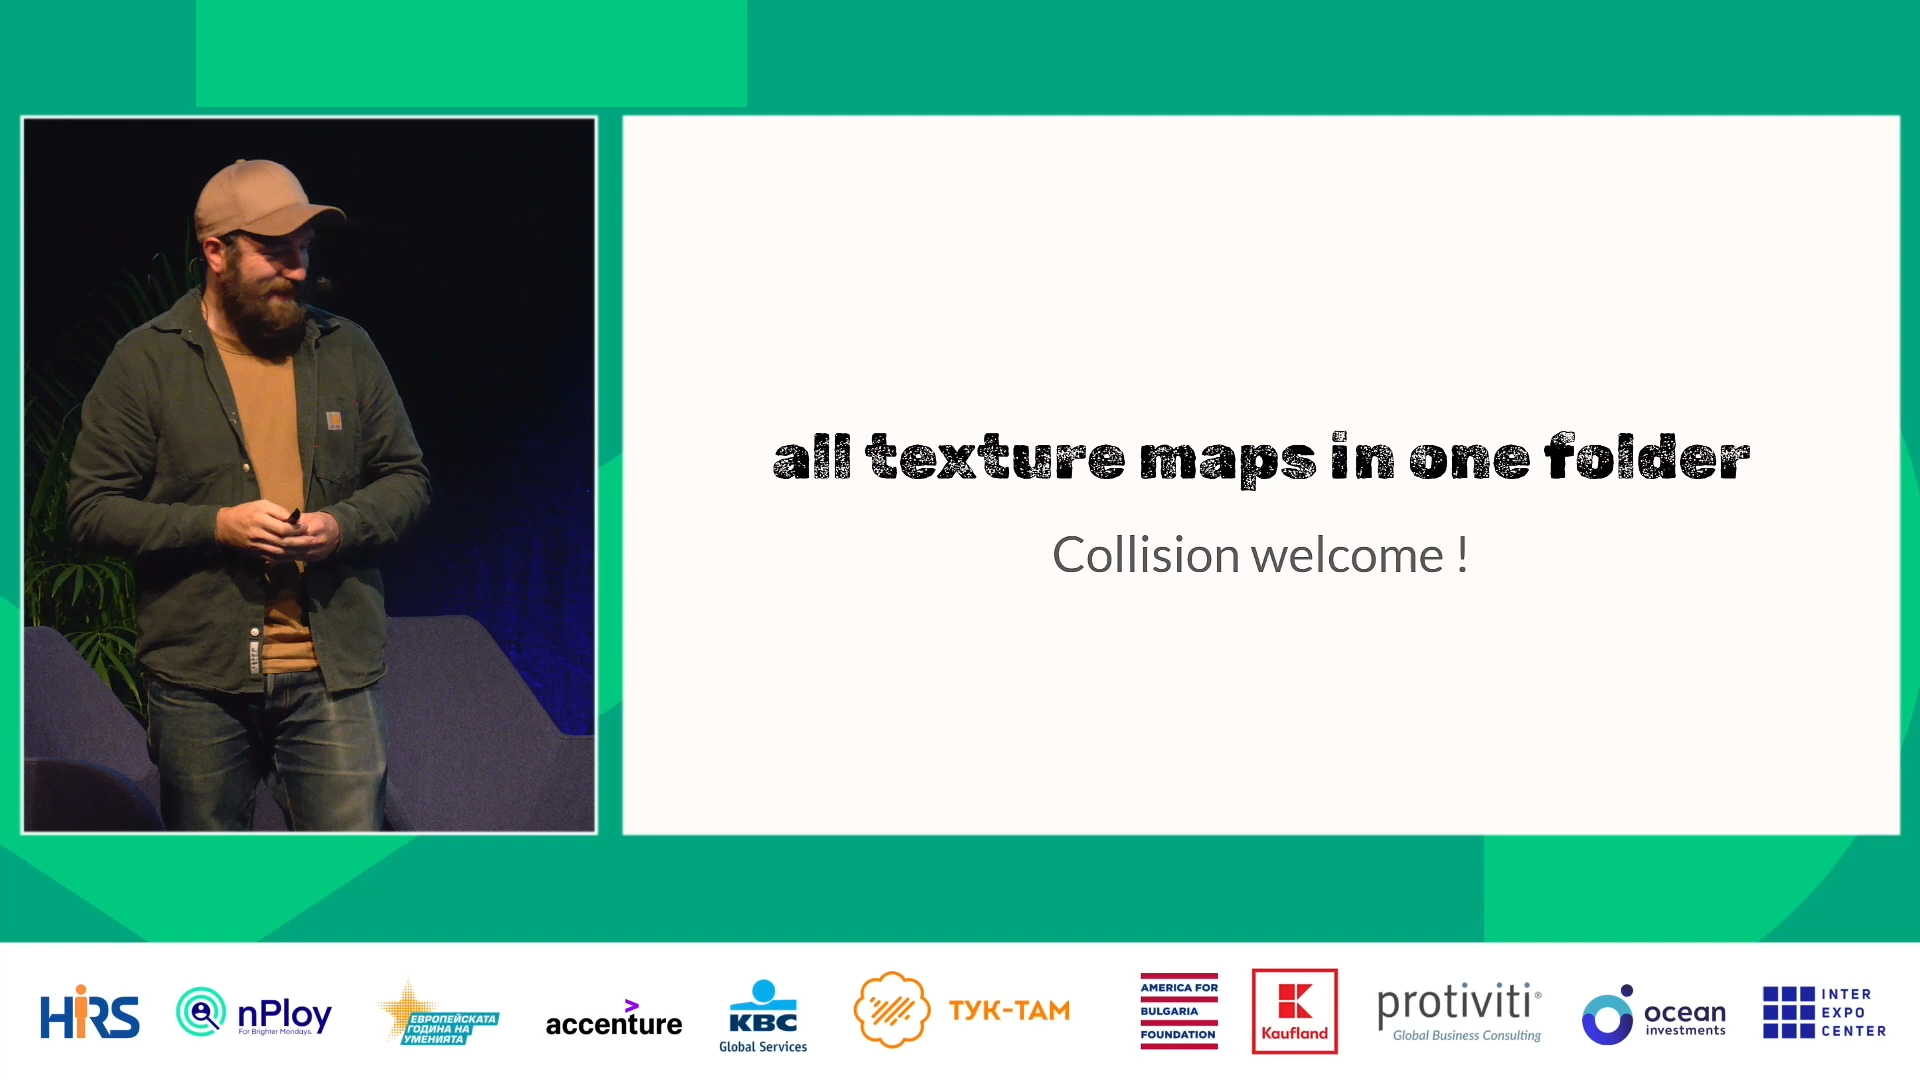 all texture maps in one folder
Collision welcome !
HRS
nPloy
For Brighter Mondays.
ЕВРОПЕЙСКАТА
ГОДИНА НА
УМЕНИЯТА
accenture
KBC
Global Services
ТУК-ТАМ
AMERICA FOR
BULGARIA
FOUNDATION
Kaufland
protiviti®
Global Business Consulting
ocean
investments
INTER
EXPO
CENTER